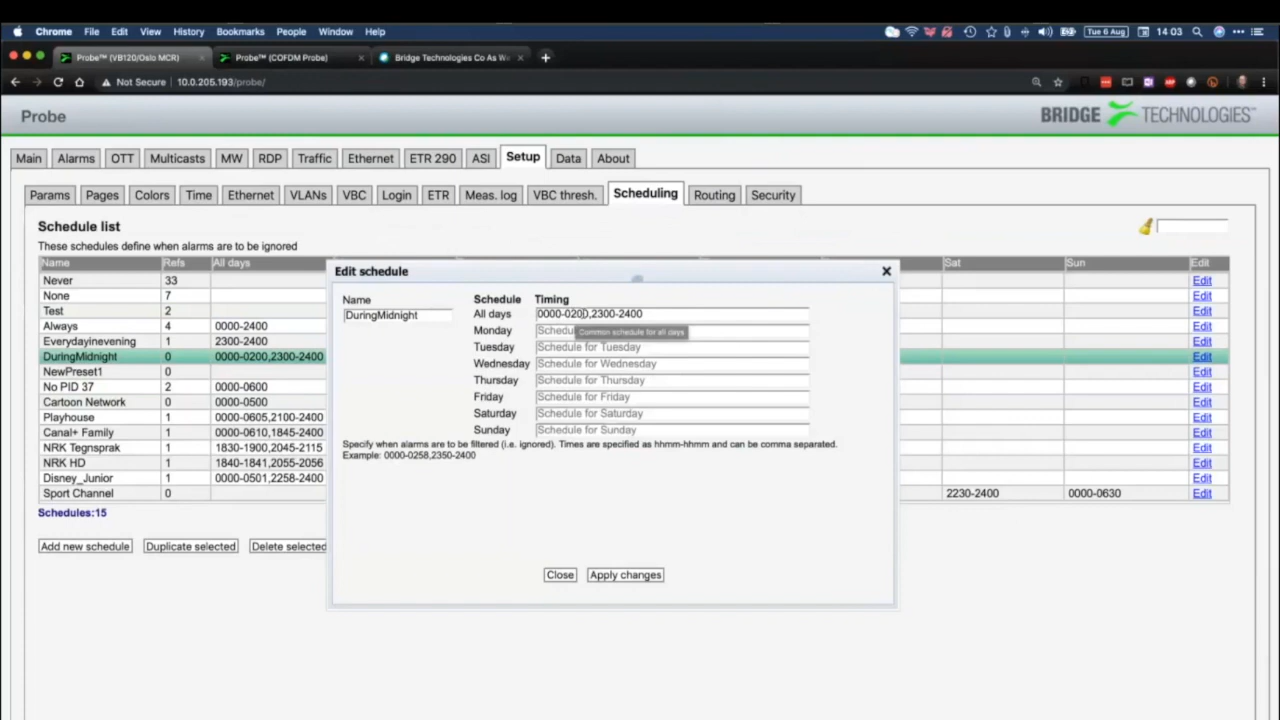 Chrome File Edit View History Bookmarks People Window Help Tue 6 Aug 14 03
Probe™ (VB120/Oslo MCR) Probe™ (COFDM Probe) Bridge Technologies Co As W
Not Secure 10.0.205.193/probe/
Probe BRIDGE TECHNOLOGIES™
Main Alarms OTT Multicasts MW RDP Traffic Ethernet ETR 290 ASI Setup Data About
Params Pages Colors Time Ethernet VLANs VBC Login ETR Meas. log VBC thresh. Scheduling Routing Security
Schedule list
These schedules define when alarms are to be ignored
Name Refs All days Sat Sun Edit
Never 33 Edit
None 7 Edit
Test 2 Edit
Always 4 0000-2400 Edit
Everydayinevening 1 2300-2400 Edit
DuringMidnight 0 0000-0200,2300-2400 Edit
NewPreset1 0 Edit
No PID 37 2 0000-0600 Edit
Cartoon Network 0 0000-0500 Edit
Playhouse 1 0000-0605,2100-2400 Edit
Canal+ Family 1 0000-0610,1845-2400 Edit
NRK Tegnsprak 1 1830-1900,2045-2115 Edit
NRK HD 1 1840-1841,2055-2056 Edit
Disney_Junior 1 0000-0501,2258-2400 Edit
Sport Channel 0 2230-2400 0000-0630 Edit
Schedules:15
Add new schedule Duplicate selected Delete selected
Edit schedule
Name Schedule Timing
DuringMidnight All days 0000-0200,2300-2400
Monday Schedu Common schedule for all days
Tuesday Schedule for Tuesday
Wednesday Schedule for Wednesday
Thursday Schedule for Thursday
Friday Schedule for Friday
Saturday Schedule for Saturday
Sunday Schedule for Sunday
Specify when alarms are to be filtered (i.e. ignored). Times are specified as hhmm-hhmm and can be comma separated.
Example: 0000-0258,2350-2400
Close Apply changes